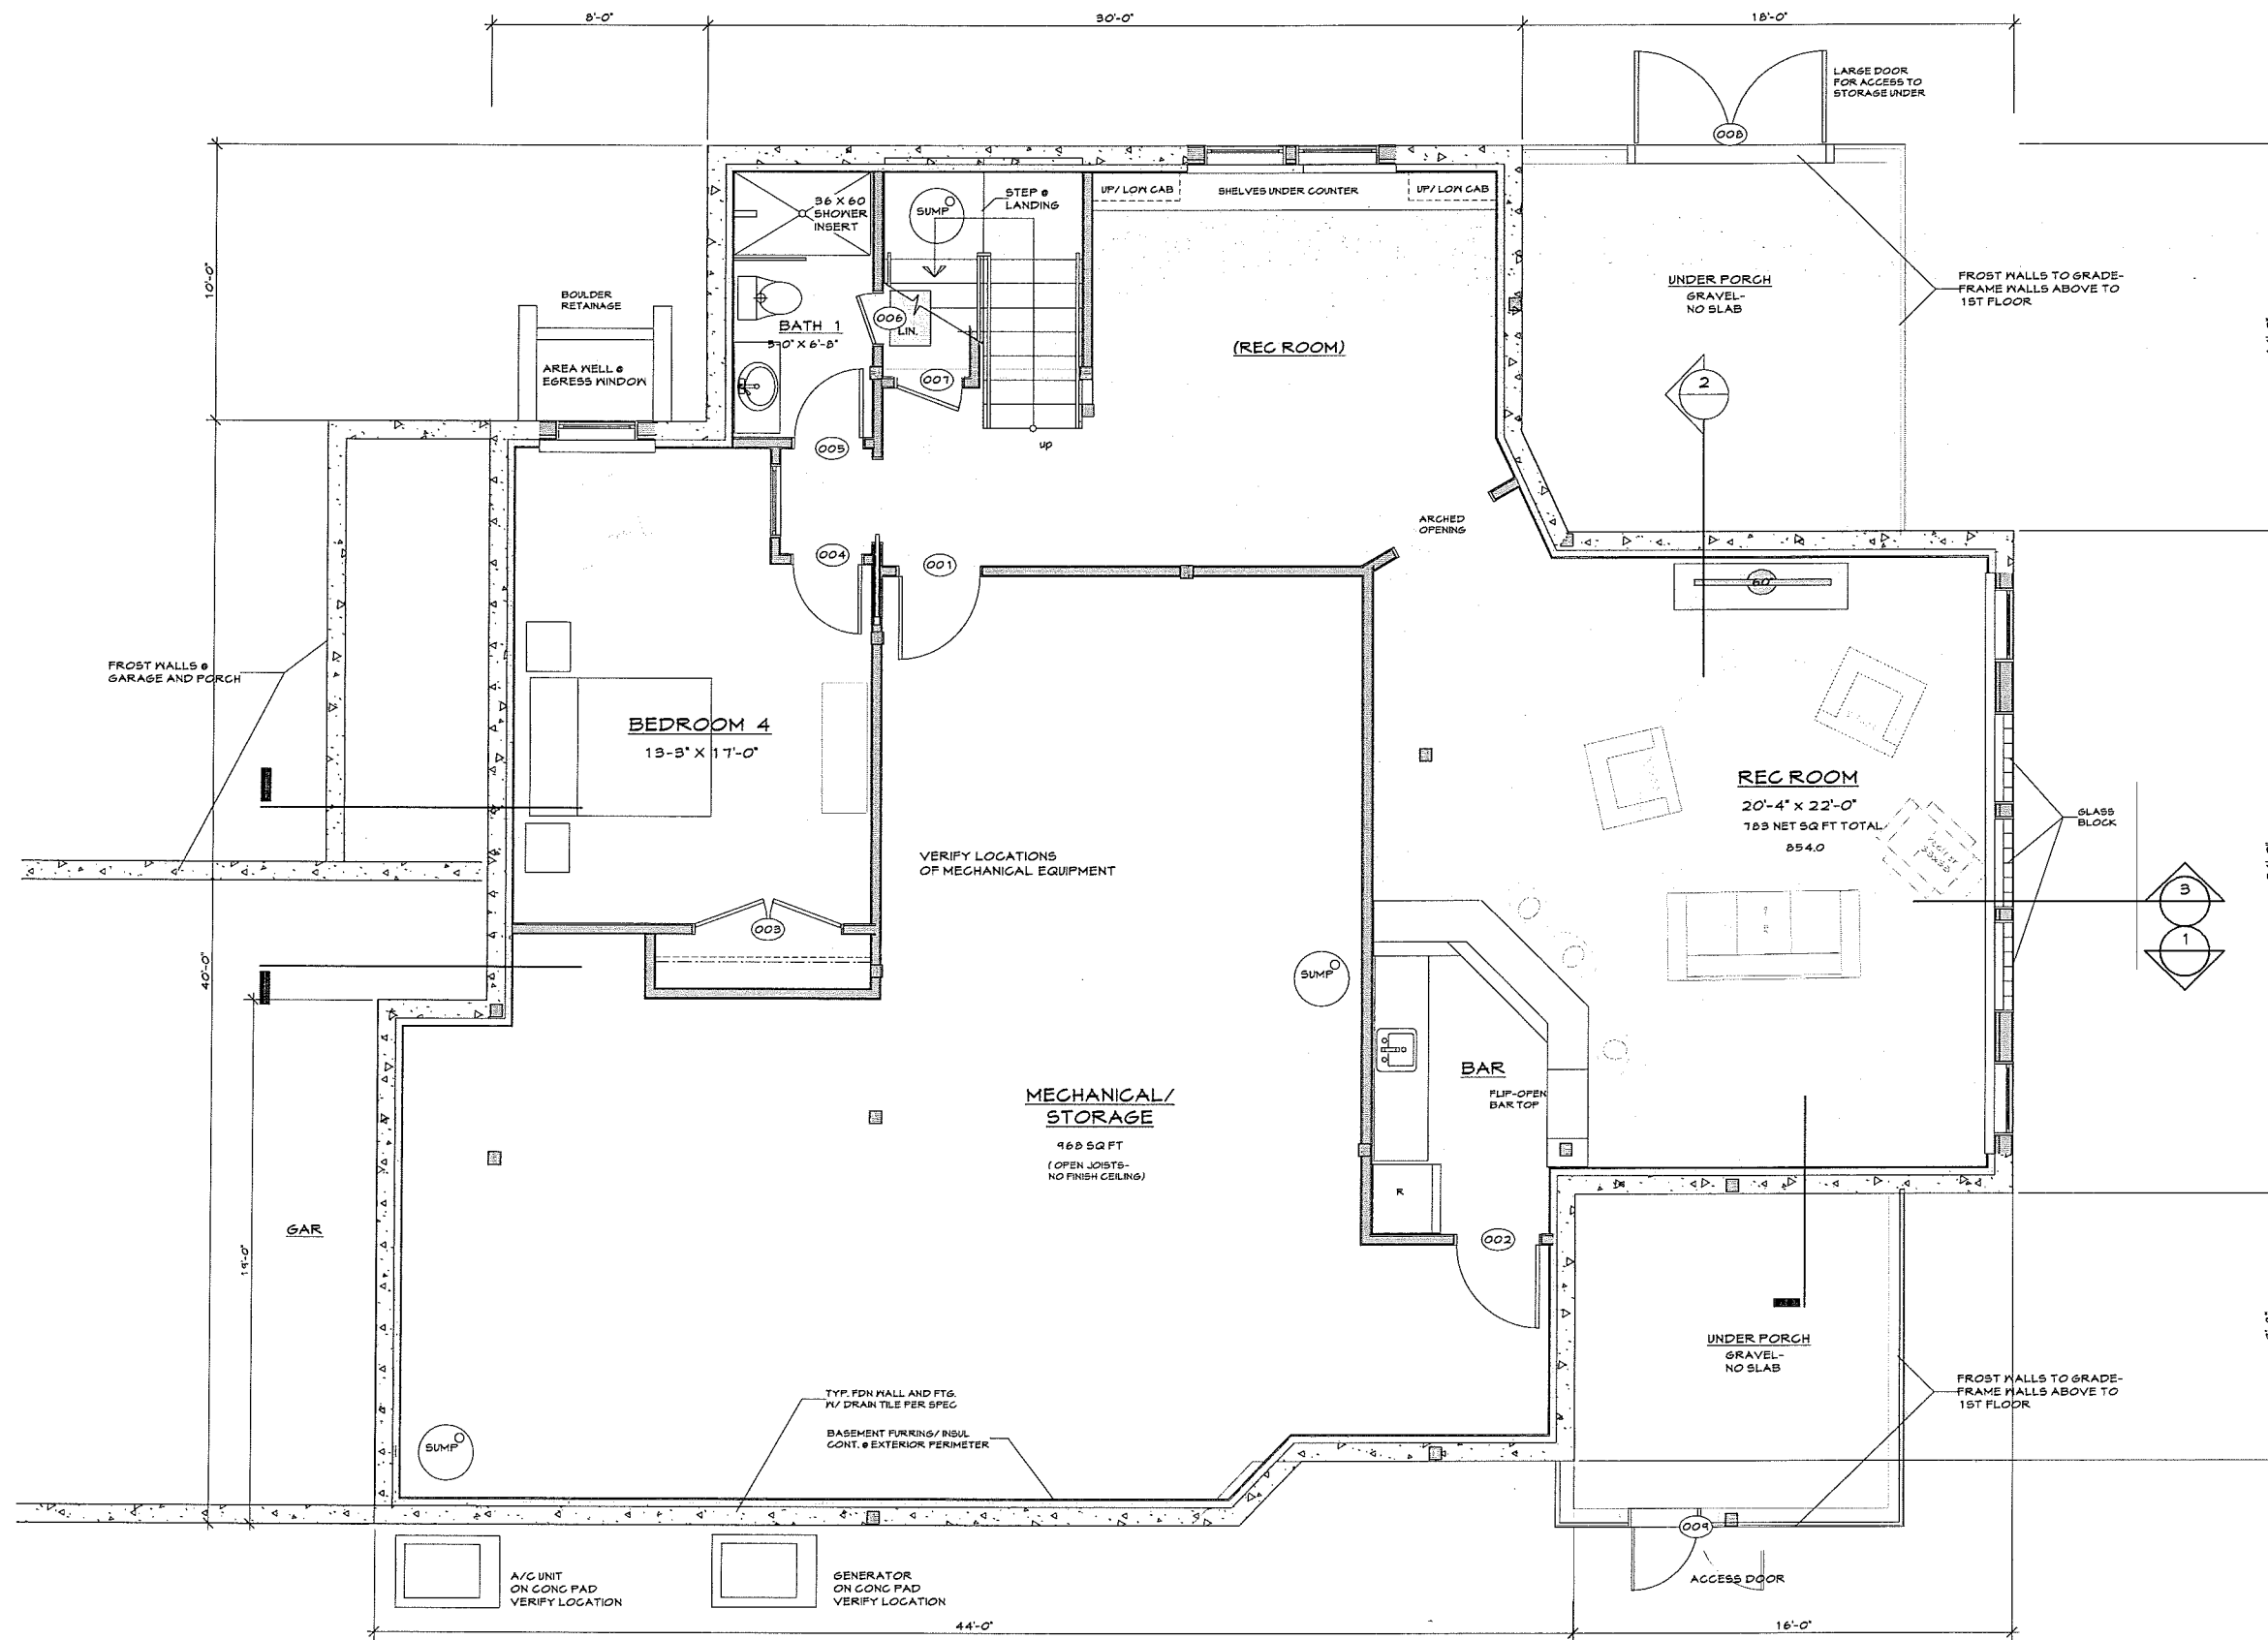 8'-0"
30'-0"
18'-0"
LARGE DOOR
FOR ACCESS TO
STORAGE UNDER
008
36 X 60
SHOWER
INSERT
SUMP
STEP @
LANDING
UP/ LOW CAB
SHELVES UNDER COUNTER
UP/ LOW CAB
10'-0"
BOULDER
RETAINAGE
AREA WELL @
EGRESS WINDOW
BATH 1
5'-0" X 6'-8"
006
LIN.
007
(REC ROOM)
UNDER PORCH
GRAVEL-
NO SLAB
FROST WALLS TO GRADE-
FRAME WALLS ABOVE TO
1ST FLOOR
2
005
up
ARCHED
OPENING
004
001
60"
FROST WALLS @
GARAGE AND PORCH
BEDROOM 4
13-3" X 17'-0"
REC ROOM
20'-4" x 22'-0"
783 NET SQ FT TOTAL
854.0
GLASS
BLOCK
VERIFY LOCATIONS
OF MECHANICAL EQUIPMENT
3
1
003
40'-0"
SUMP
BAR
FLIP-OPEN
BAR TOP
MECHANICAL/
STORAGE
968 SQ FT
( OPEN JOISTS-
NO FINISH CEILING)
R
GAR
19'-0"
002
UNDER PORCH
GRAVEL-
NO SLAB
FROST WALLS TO GRADE-
FRAME WALLS ABOVE TO
1ST FLOOR
TYP. FDN WALL AND FTG.
W/ DRAIN TILE PER SPEC
BASEMENT FURRING/ INSUL
CONT. @ EXTERIOR PERIMETER
SUMP
009
ACCESS DOOR
A/C UNIT
ON CONC PAD
VERIFY LOCATION
GENERATOR
ON CONC PAD
VERIFY LOCATION
44'-0"
16'-0"